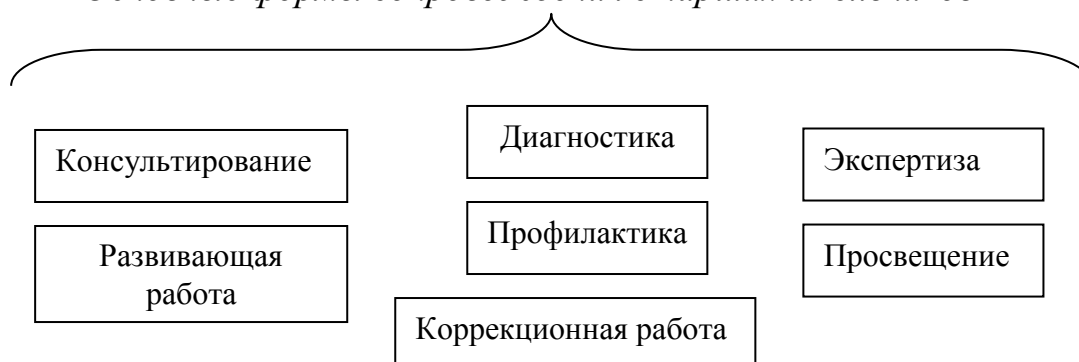 Диагностика
Консультирование
Экспертиза
Профилактика
Развивающая
работа
Просвещение
Коррекционная работа